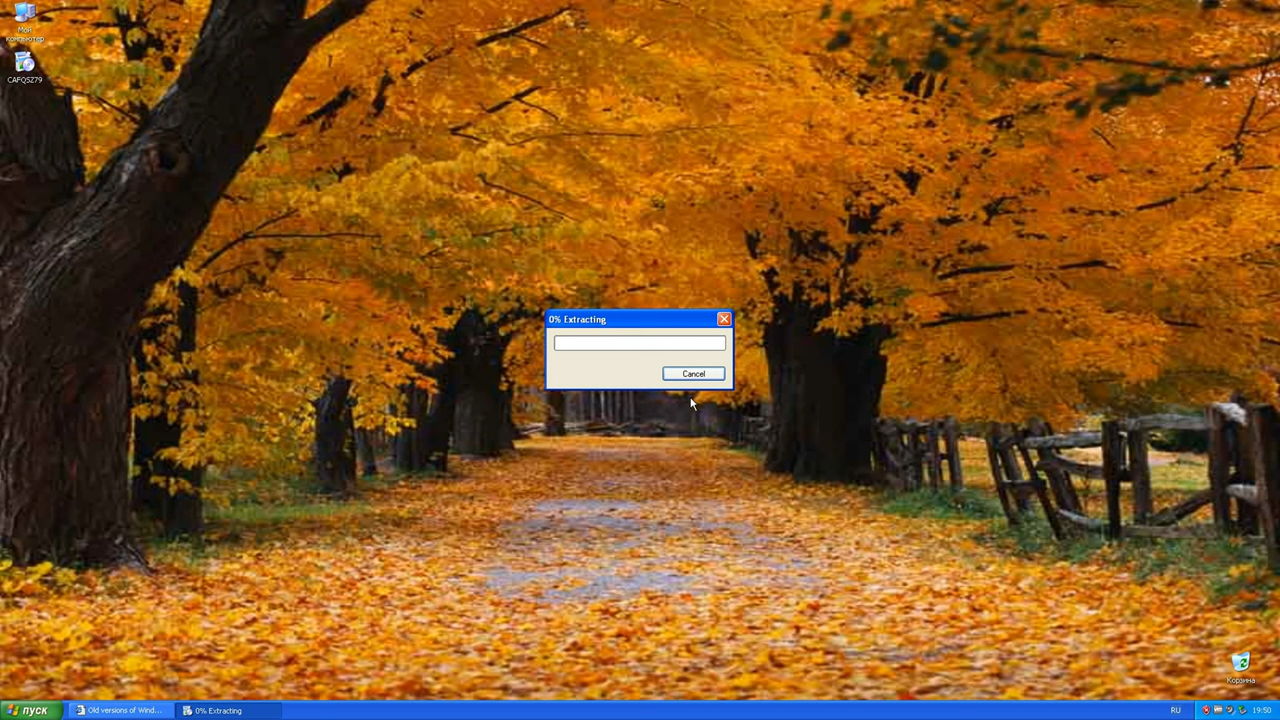 Мой
компьютер
CAFQSZ79
0% Extracting
Cancel
Корзина
пуск
Old versions of Wind...
0% Extracting
RU
19:50